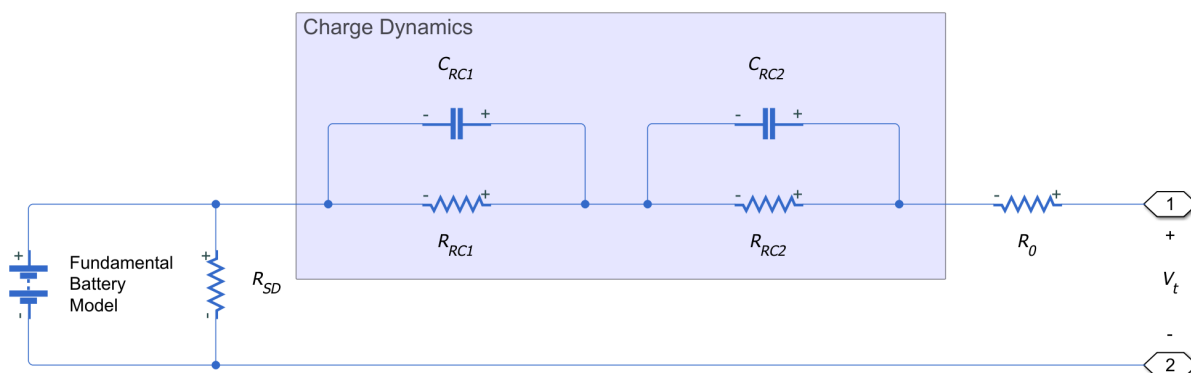 Charge Dynamics
C_RC1
C_RC2
- +
- +
- +
- +
- +
R_RC1
R_RC2
R_0
1
+
V_t
-
2
+
-
Fundamental
Battery
Model
+
-
R_SD